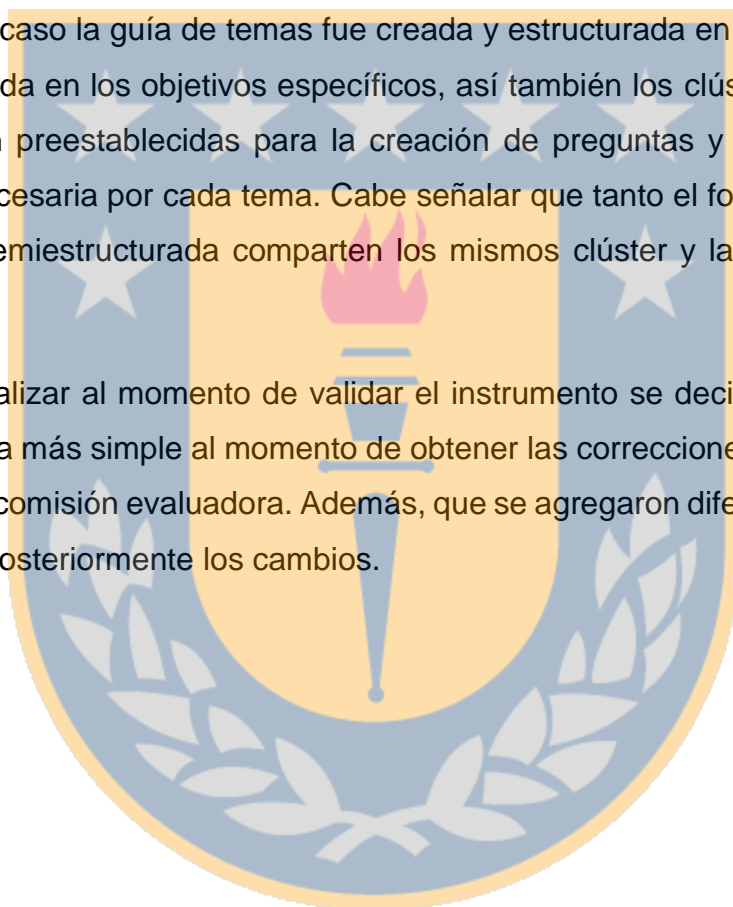 caso la guía de temas fue creada y estructurada en
da en los objetivos específicos, así también los clús
preestablecidas para la creación de preguntas y
cesaria por cada tema. Cabe señalar que tanto el fo
emiestructurada comparten los mismos clúster y la
alizar al momento de validar el instrumento se deci
a más simple al momento de obtener las correccione
comisión evaluadora. Además, que se agregaron dife
osteriormente los cambios.